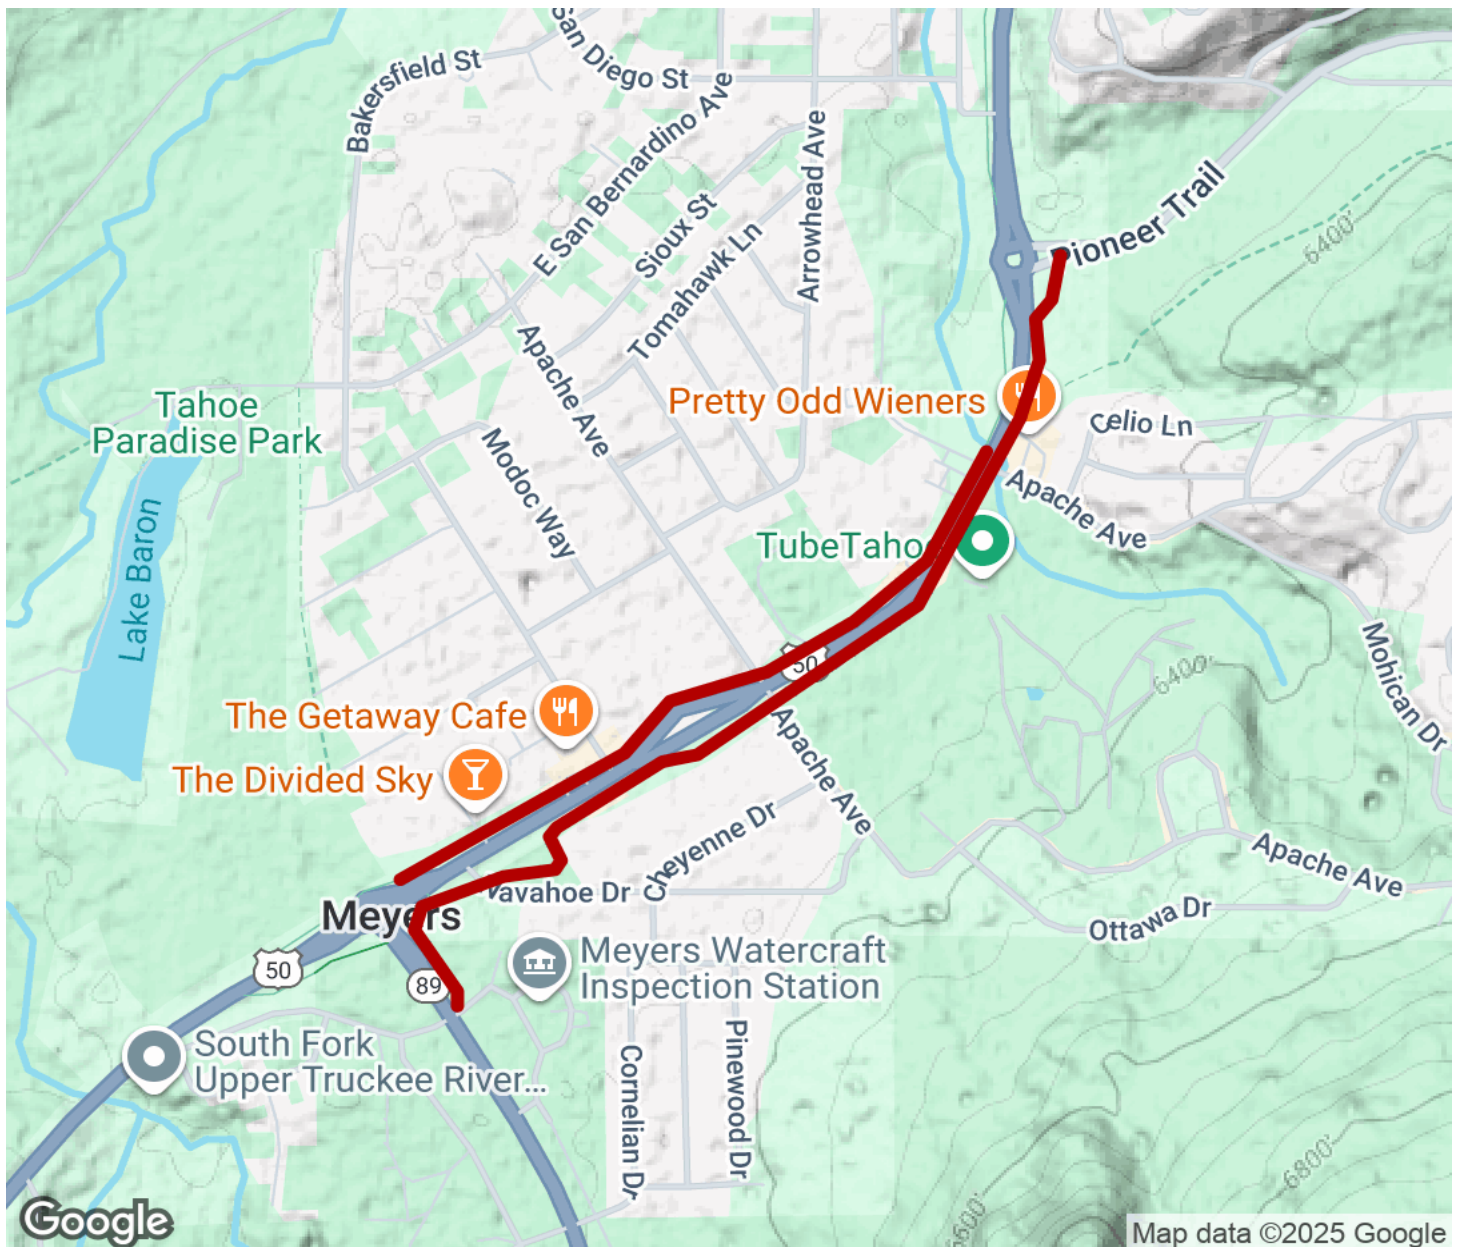 San Diego St
Bakersfield St
E San Bernardino Ave
Arrowhead Ave
Sioux St
Pioneer Trail
Tomahawk Ln
6400'
Apache Ave
Tahoe
Paradise Park
Pretty Odd Wieners
Celio Ln
Modoc Way
Apache Ave
Lake Baron
TubeTaho
50
6400'
Mohican Dr
The Getaway Cafe
Apache Ave
The Divided Sky
Cheyenne Dr
Apache Ave
Navahoe Dr
Meyers
Ottawa Dr
50
89
Meyers Watercraft
Inspection Station
South Fork
Upper Truckee River...
Cornelian Dr
Pinewood Dr
6800'
6600'
Google
Map data ©2025 Google